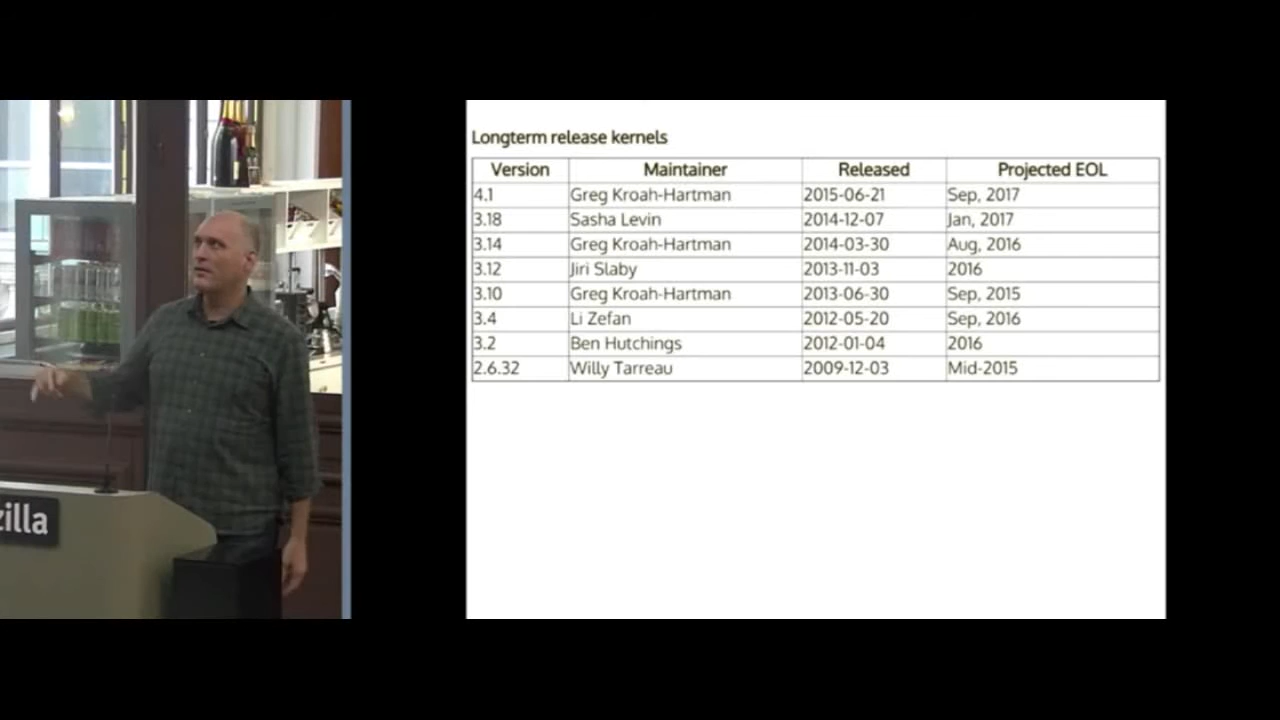 Longterm release kernels
Version Maintainer Released Projected EOL
4.1 Greg Kroah-Hartman 2015-06-21 Sep, 2017
3.18 Sasha Levin 2014-12-07 Jan, 2017
3.14 Greg Kroah-Hartman 2014-03-30 Aug, 2016
3.12 Jiri Slaby 2013-11-03 2016
3.10 Greg Kroah-Hartman 2013-06-30 Sep, 2015
3.4 Li Zefan 2012-05-20 Sep, 2016
3.2 Ben Hutchings 2012-01-04 2016
2.6.32 Willy Tarreau 2009-12-03 Mid-2015
zilla